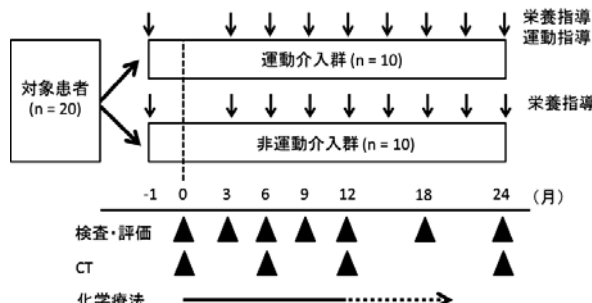 栄養指導
運動指導
運動介入群 (n = 10)
対象患者
(n = 20)
栄養指導
非運動介入群 (n = 10)
-1 0 3 6 9 12 18 24 (月)
検査・評価
CT
化学療法